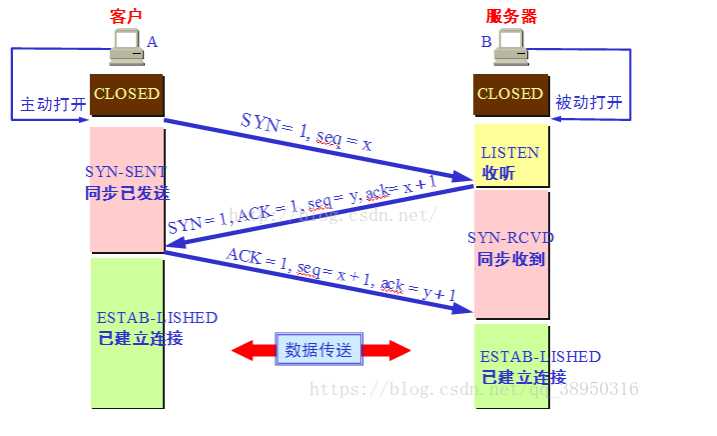 客户
服务器
A
B
CLOSED
CLOSED
主动打开
被动打开
SYN= 1, seq = x
LISTEN
收听
SYN-SENT
同步已发送
SYN= 1, ACK = 1, seq= y, ack= x+1
http://blog.csdn.net/
SYN-RCVD
同步收到
ACK = 1, seq= x+1, ack = y+1
ESTAB-LISHED
已建立连接
数据传送
ESTAB-LISHED
已建立连接
https://blog.csdn.net/qq_38950316